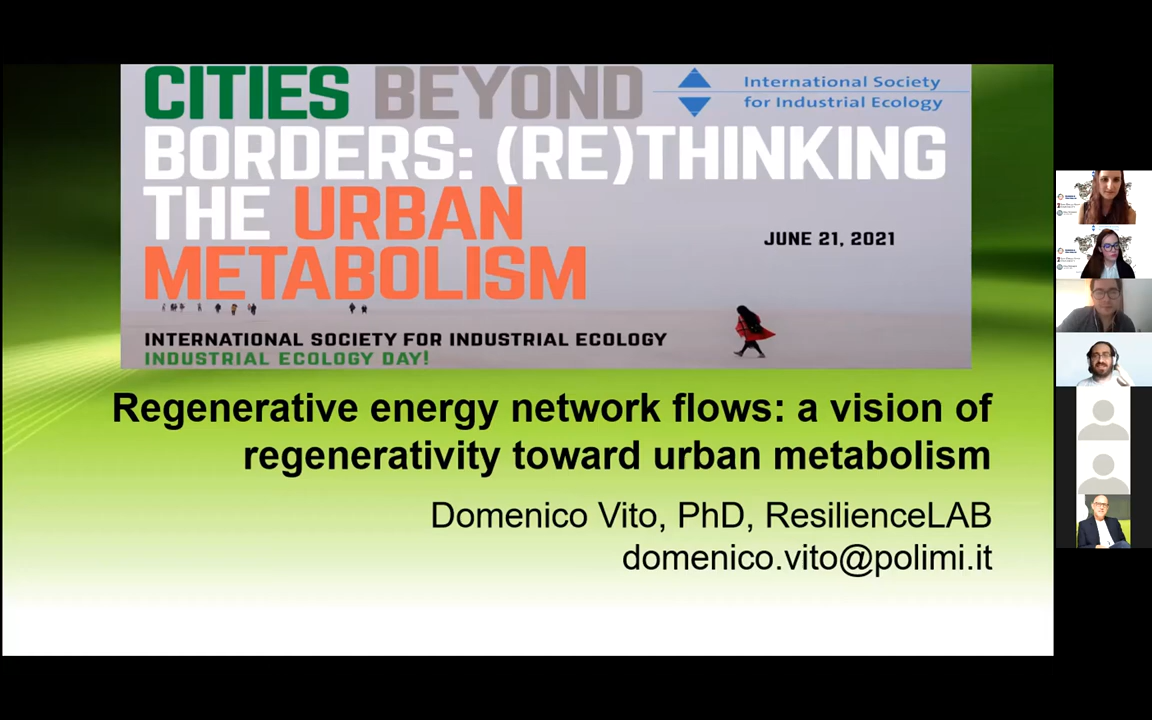 CITIES BEYOND
BORDERS: (RE)THINKING
THE URBAN
METABOLISM
International Society
for Industrial Ecology
JUNE 21, 2021
INTERNATIONAL SOCIETY FOR INDUSTRIAL ECOLOGY
INDUSTRIAL ECOLOGY DAY!
Regenerative energy network flows: a vision of
regenerativity toward urban metabolism
Domenico Vito, PhD, ResilienceLAB
domenico.vito@polimi.it